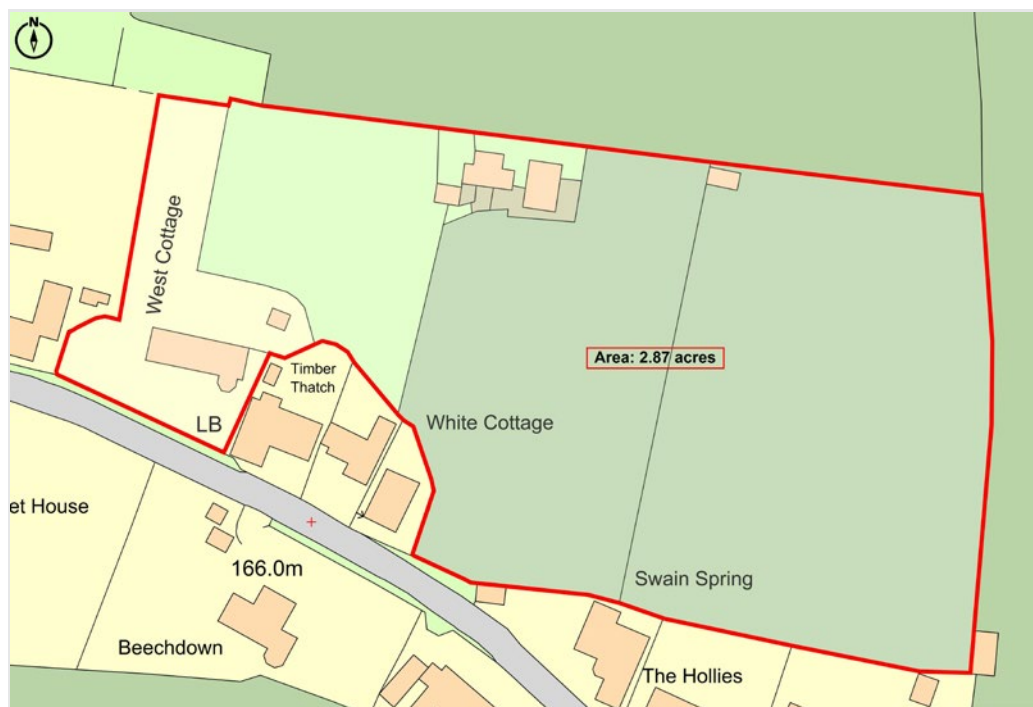 N
West Cottage
Area: 2.87 acres
Timber
Thatch
LB
White Cottage
et House
166.0m
Swain Spring
Beechdown
The Hollies